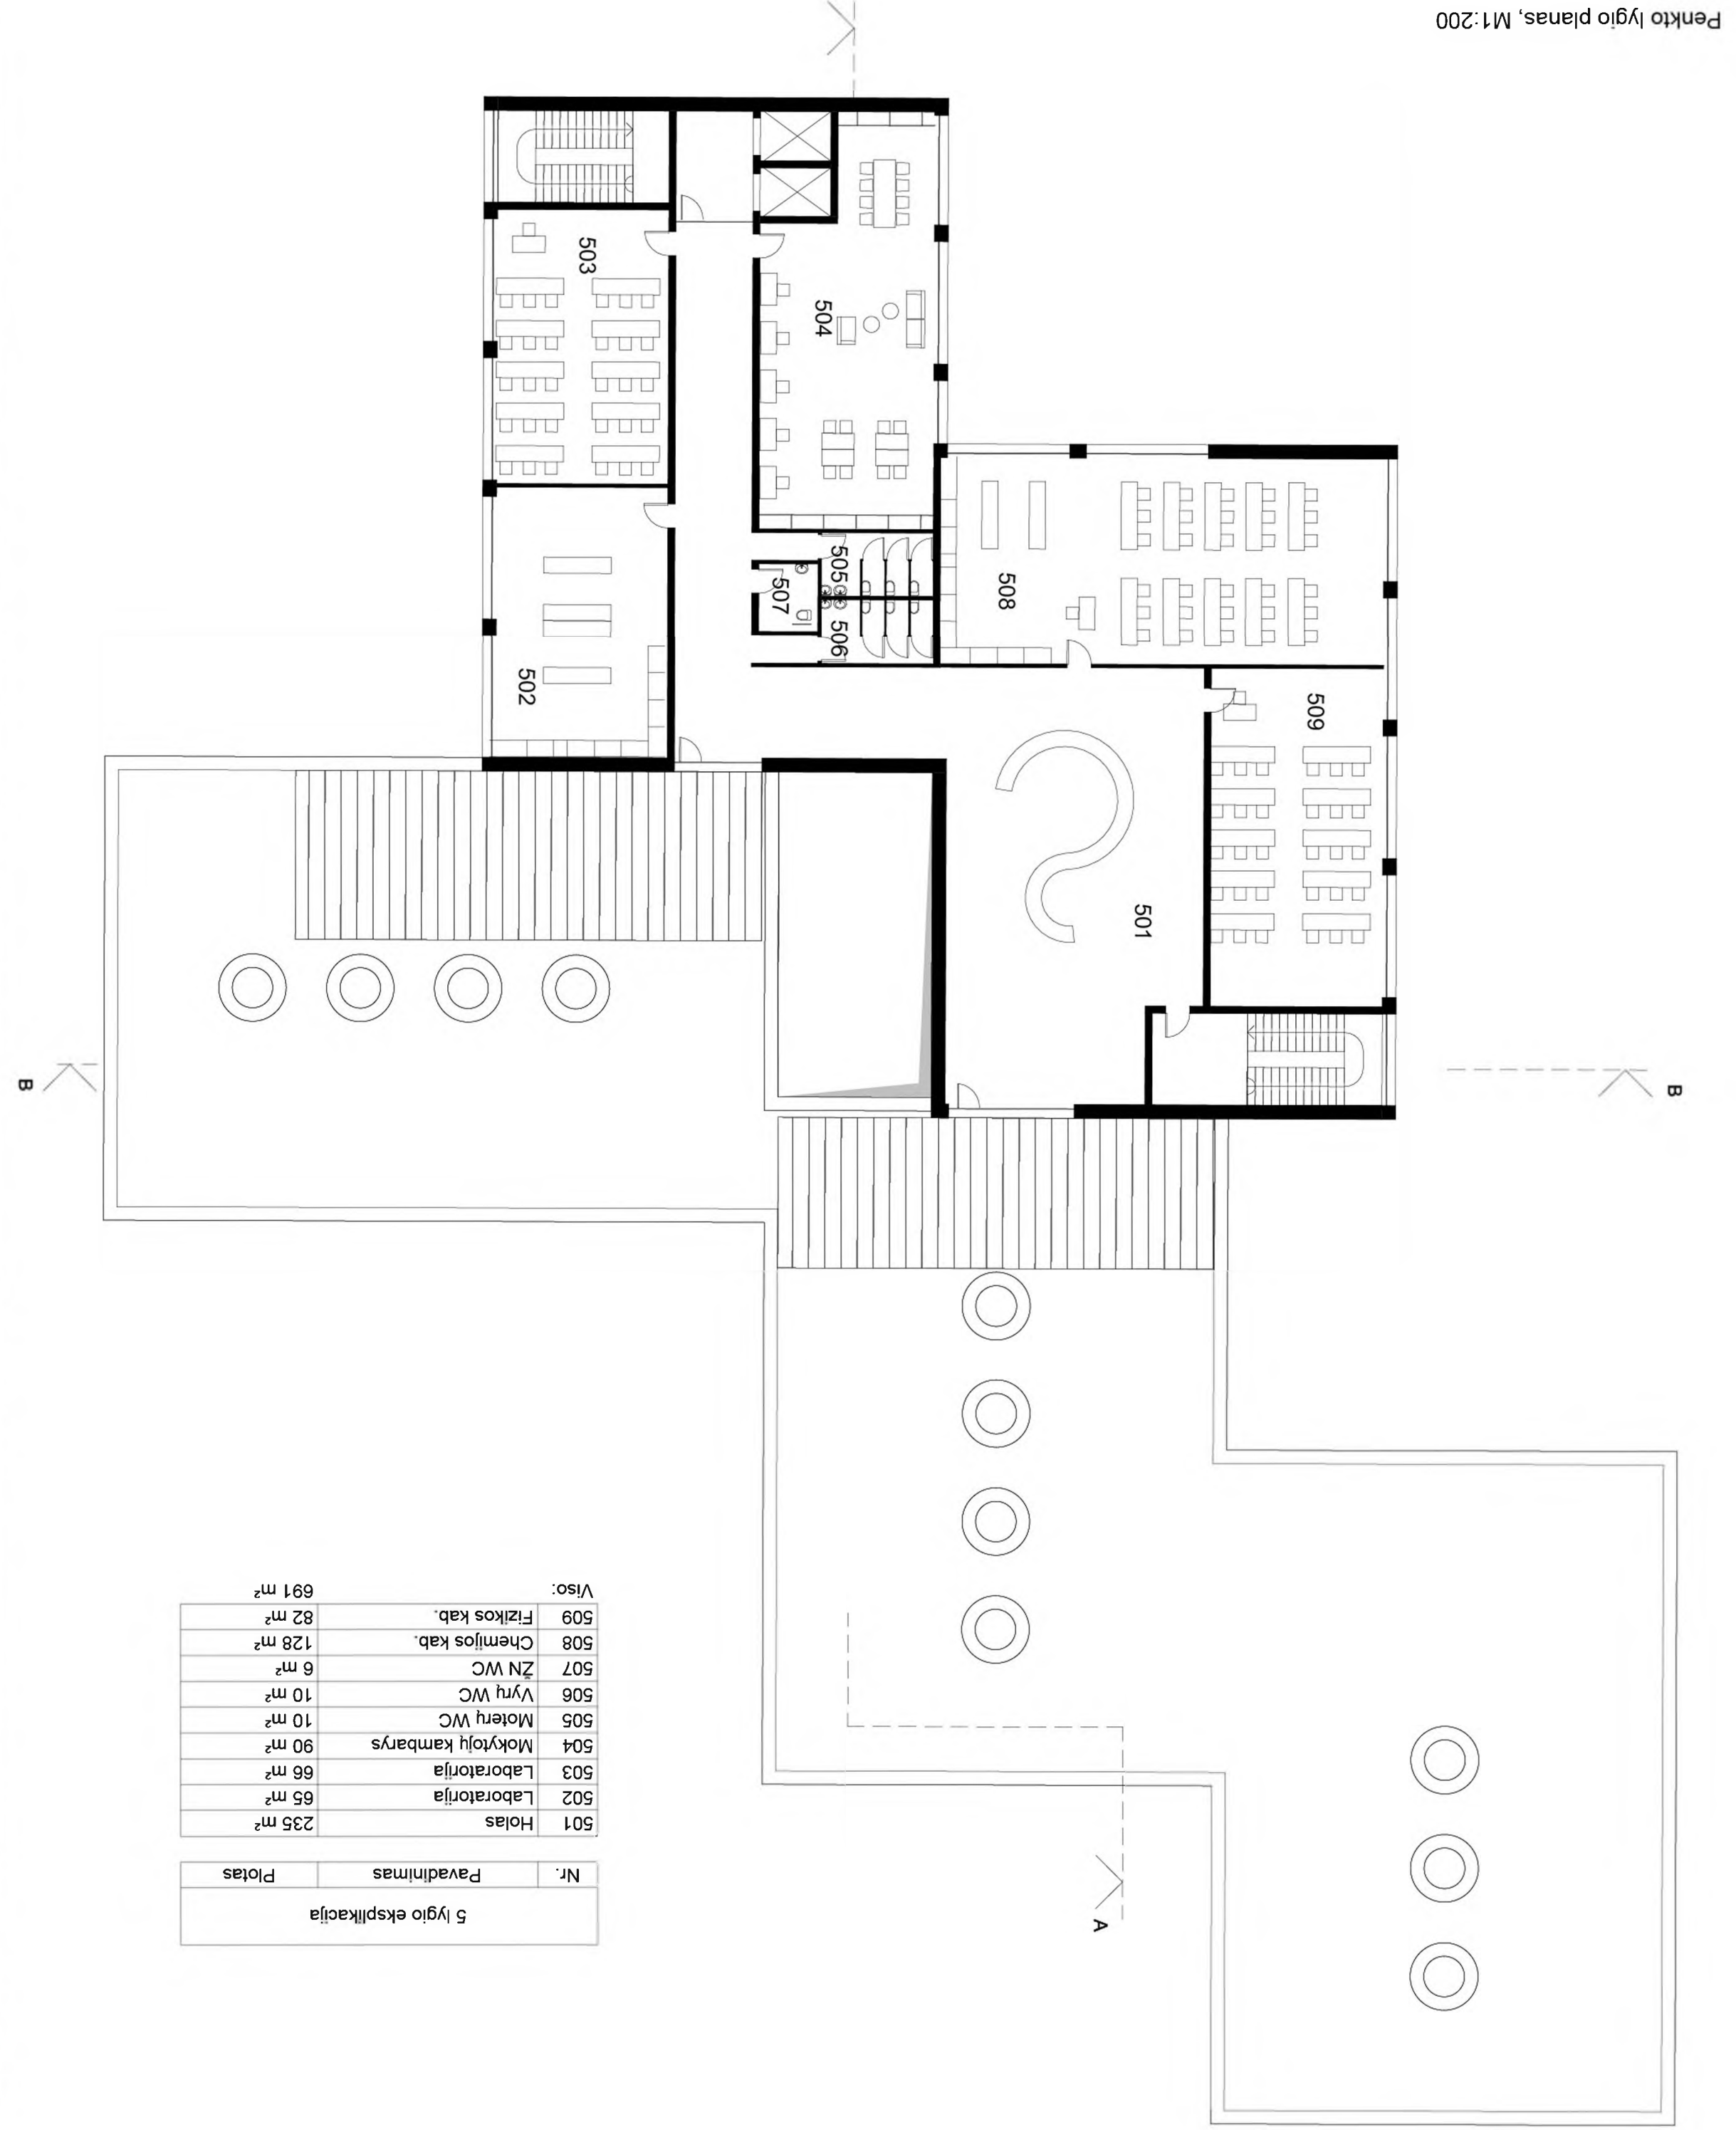 Penkto lygio planas, M1:200
503
504
505
507
506
508
502
509
501
B
B
A
5 lygio eksplikacija
Nr. Pavadinimas Plotas
501 Holas 235 m²
502 Laboratorija 65 m²
503 Laboratorija 66 m²
504 Mokytojų kambarys 90 m²
505 Moterų WC 10 m²
506 Vyrų WC 10 m²
507 ŽN WC 6 m²
508 Chemijos kab. 128 m²
509 Fizikos kab. 82 m²
Viso: 691 m²